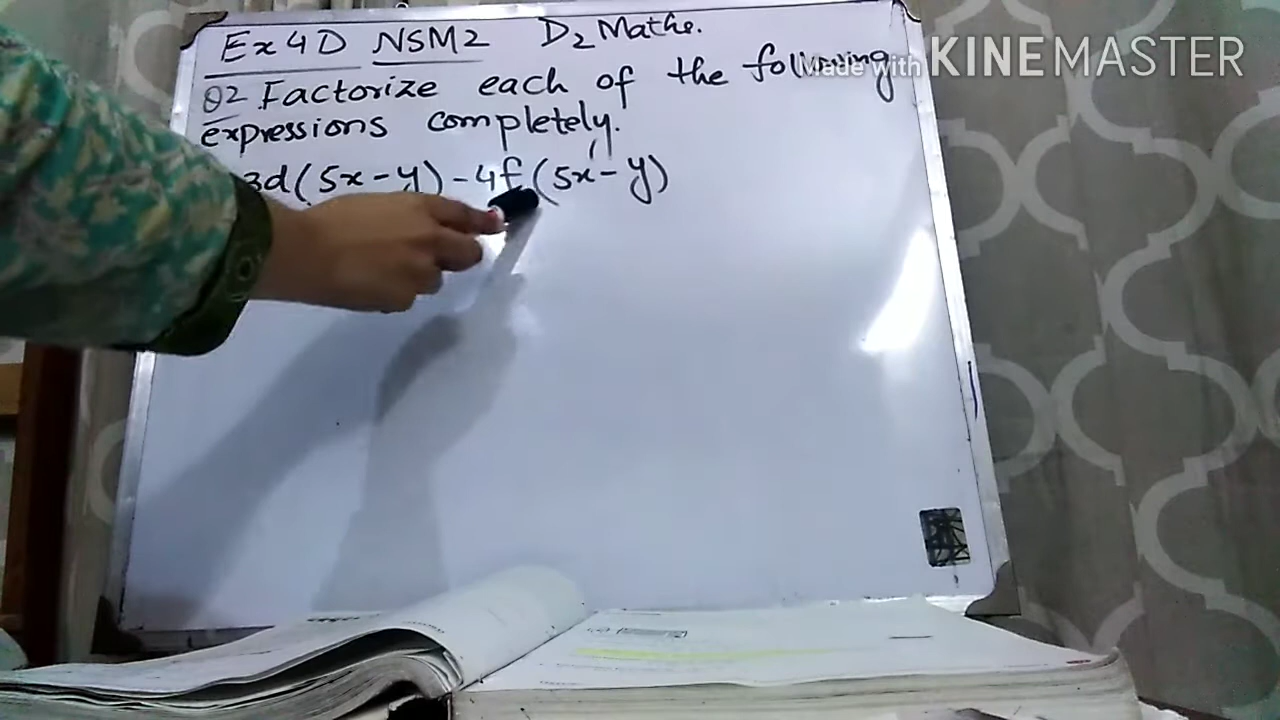 Ex 4D NSM2 D2 Maths.
Made with KINEMASTER
Q2 Factorize each of the following
expressions completely.
3d(5x-y)-4f(5x-y)